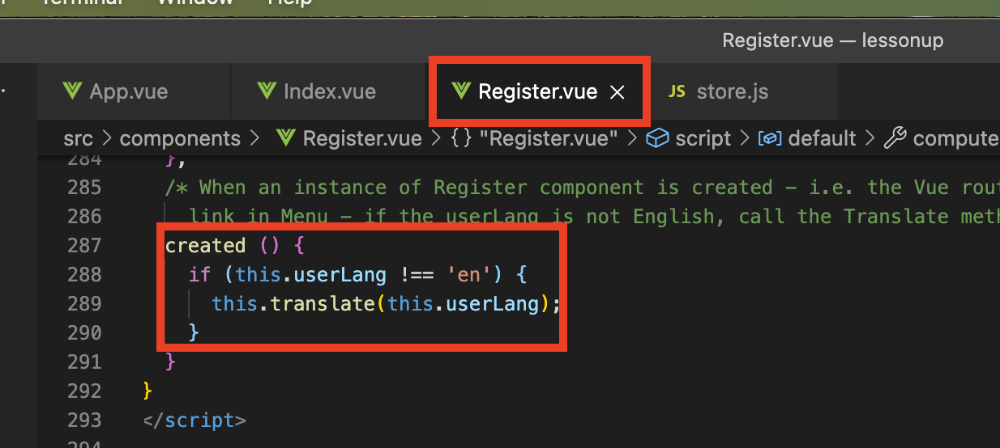 Terminal Window Help
Register.vue — lessonup
App.vue Index.vue Register.vue JS store.js
src > components > Register.vue > {} "Register.vue" > script > default > compute
284 },
285 /* When an instance of Register component is created – i.e. the Vue rout
286 link in Menu – if the userLang is not English, call the Translate meth
287 created () {
288 if (this.userLang !== 'en') {
289 this.translate(this.userLang);
290 }
291 }
292 }
293 </script>
294